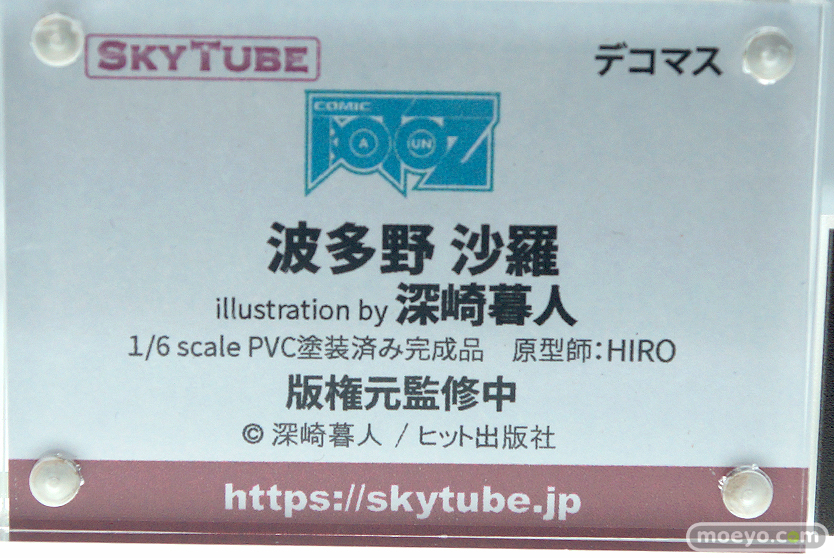 SKYTUBE
デコマス
COMIC
A UN
波多野 沙羅
illustration by 深崎暮人
1/6 scale PVC塗装済み完成品 原型師:HIRO
版権元監修中
© 深崎暮人 / ヒット出版社
https://skytube.jp
moeyo.com